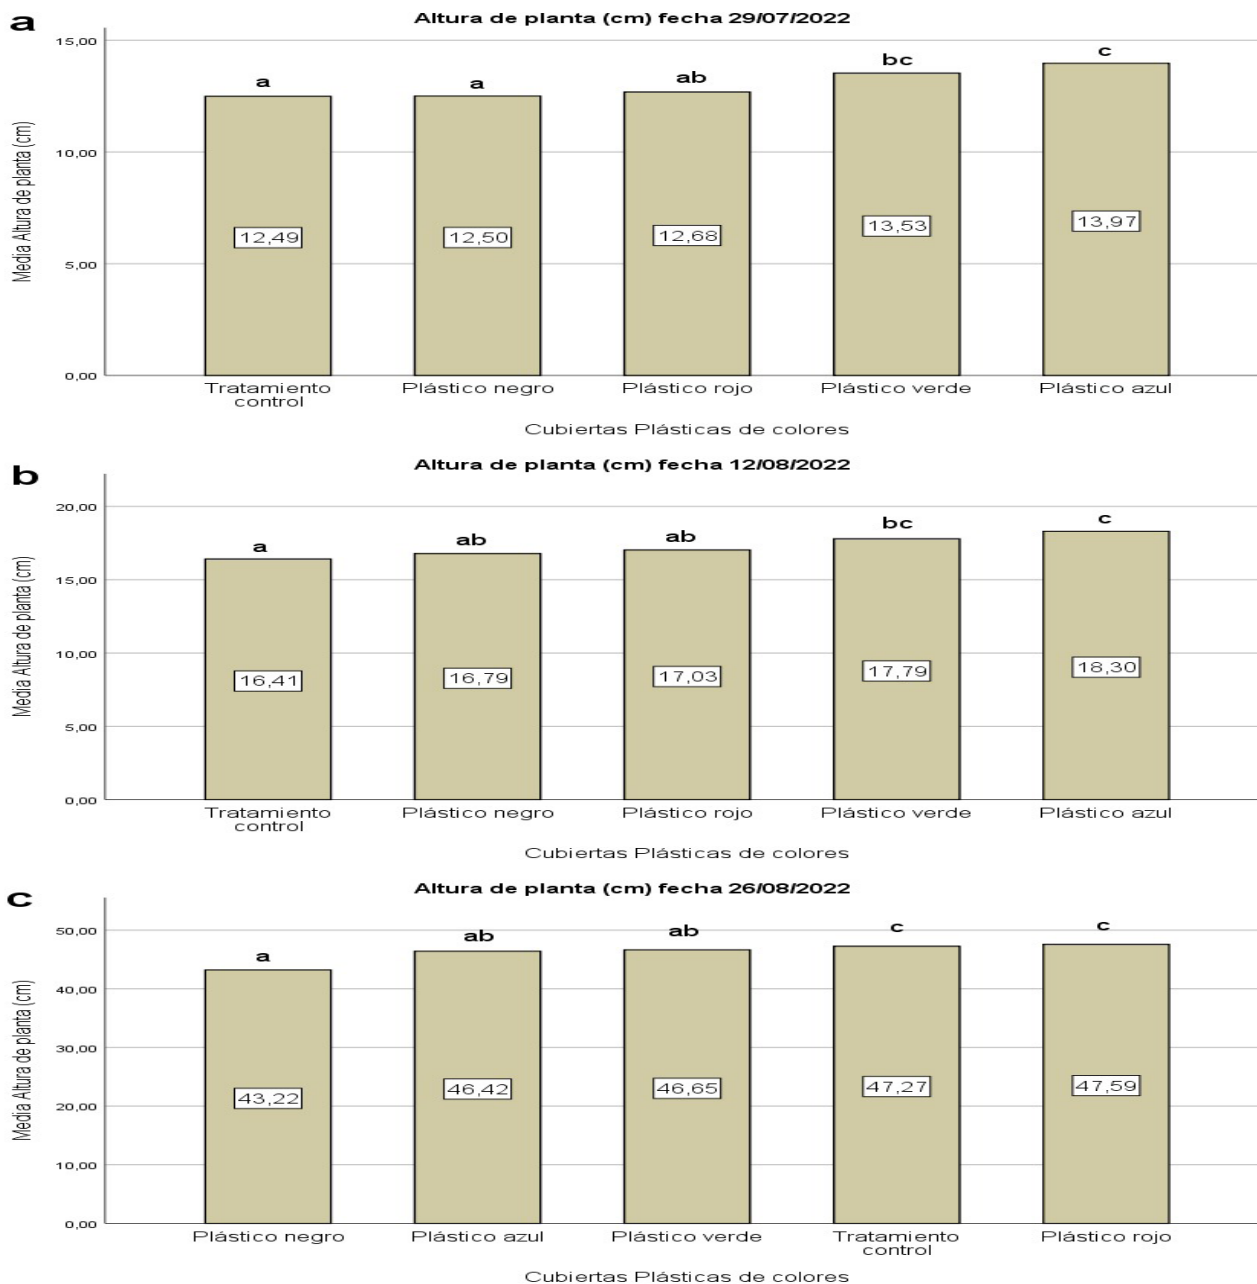 a
Altura de planta (cm) fecha 29/07/2022
Media Altura de planta (cm)
15,00
10,00
5,00
0,00
a
a
ab
bc
c
12,49
12,50
12,68
13,53
13,97
Tratamiento
control
Plástico negro
Plástico rojo
Plástico verde
Plástico azul
Cubiertas Plásticas de colores
b
Altura de planta (cm) fecha 12/08/2022
Media Altura de planta (cm)
20,00
15,00
10,00
5,00
0,00
a
ab
ab
bc
c
16,41
16,79
17,03
17,79
18,30
Tratamiento
control
Plástico negro
Plástico rojo
Plástico verde
Plástico azul
Cubiertas Plásticas de colores
c
Altura de planta (cm) fecha 26/08/2022
Media Altura de planta (cm)
50,00
40,00
30,00
20,00
10,00
0,00
a
ab
ab
c
c
43,22
46,42
46,65
47,27
47,59
Plástico negro
Plástico azul
Plástico verde
Tratamiento
control
Plástico rojo
Cubiertas Plásticas de colores